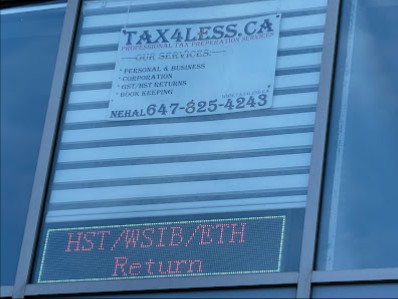 TAX4LESS.CA
PROFESSIONAL TAX PREPERATION SERVICES
OUR SERVICES:
* PERSONAL & BUSINESS
* CORPORATION
* GST/HST RETURNS
* BOOK KEEPING
NEHAL 647-825-4243
HST/WSIB/ETH
Return